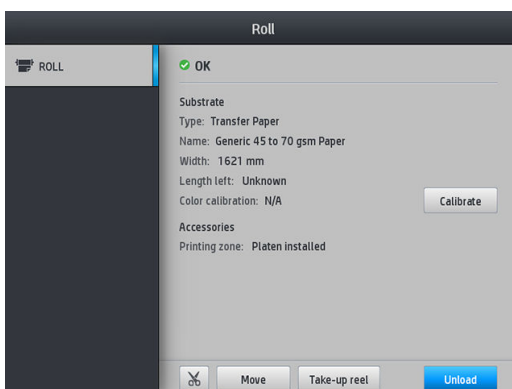 Roll
ROLL
OK
Substrate
Type: Transfer Paper
Name: Generic 45 to 70 gsm Paper
Width: 1621 mm
Length left: Unknown
Color calibration: N/A
Calibrate
Accessories
Printing zone: Platen installed
Move
Take-up reel
Unload